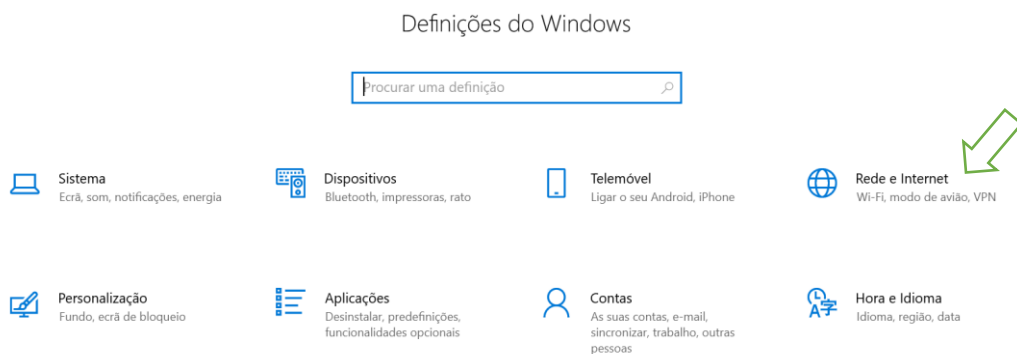 Definições do Windows
Procurar uma definição
Sistema
Ecrã, som, notificações, energia
Dispositivos
Bluetooth, impressoras, rato
Telemóvel
Ligar o seu Android, iPhone
Rede e Internet
Wi-Fi, modo de avião, VPN
Personalização
Fundo, ecrã de bloqueio
Aplicações
Desinstalar, predefinições,
funcionalidades opcionais
Contas
As suas contas, e-mail,
sincronizar, trabalho, outras
pessoas
Hora e Idioma
Idioma, região, data